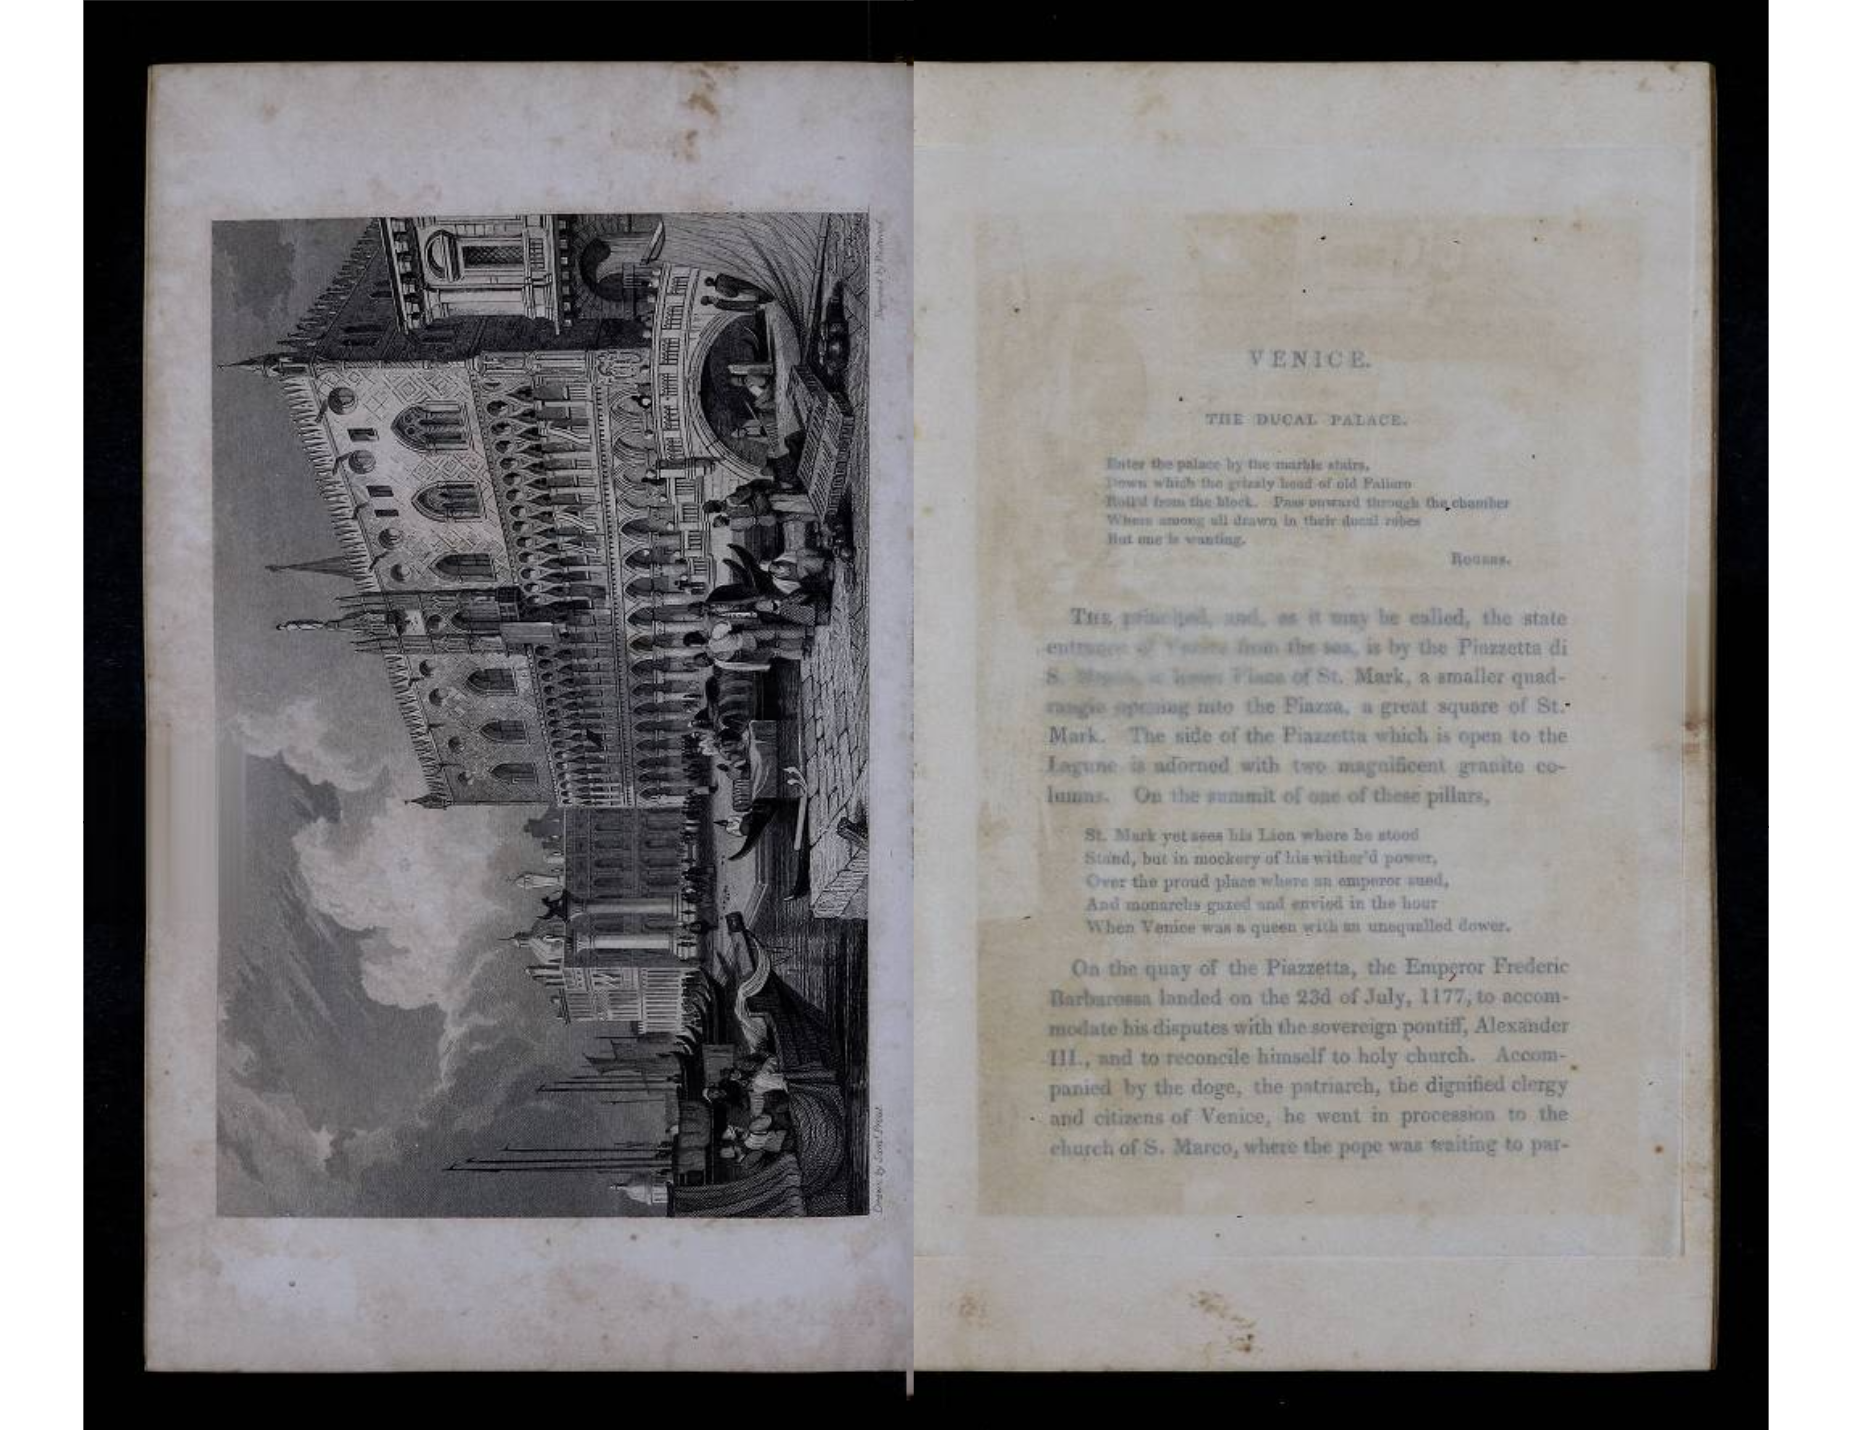 Drawn by Saml. Prout.
Engraved by
VENICE.
THE DUCAL PALACE.
Enter the palace by the marble stairs,
Down which the grizzly head of old Faliero
Roll'd from the block. Pass onward through the chamber
Where among all drawn in their ducal robes
But one is wanting.
ROGERS.
THE principal, and, as it may be called, the state
entrance of Venice from the sea, is by the Piazzetta di
S. Marco, or lesser Place of St. Mark, a smaller quad-
rangle opening into the Piazza, a great square of St.
Mark. The side of the Piazzetta which is open to the
Lagune is adorned with two magnificent granite co-
lumns. On the summit of one of these pillars,
St. Mark yet sees his Lion where he stood
Stand, but in mockery of his wither'd power,
Over the proud place where an emperor sued,
And monarchs gazed and envied in the hour
When Venice was a queen with an unequalled dower.
On the quay of the Piazzetta, the Emperor Frederic
Barbarossa landed on the 23d of July, 1177, to accom-
modate his disputes with the sovereign pontiff, Alexander
III., and to reconcile himself to holy church. Accom-
panied by the doge, the patriarch, the dignified clergy
and citizens of Venice, he went in procession to the
church of S. Marco, where the pope was waiting to par-